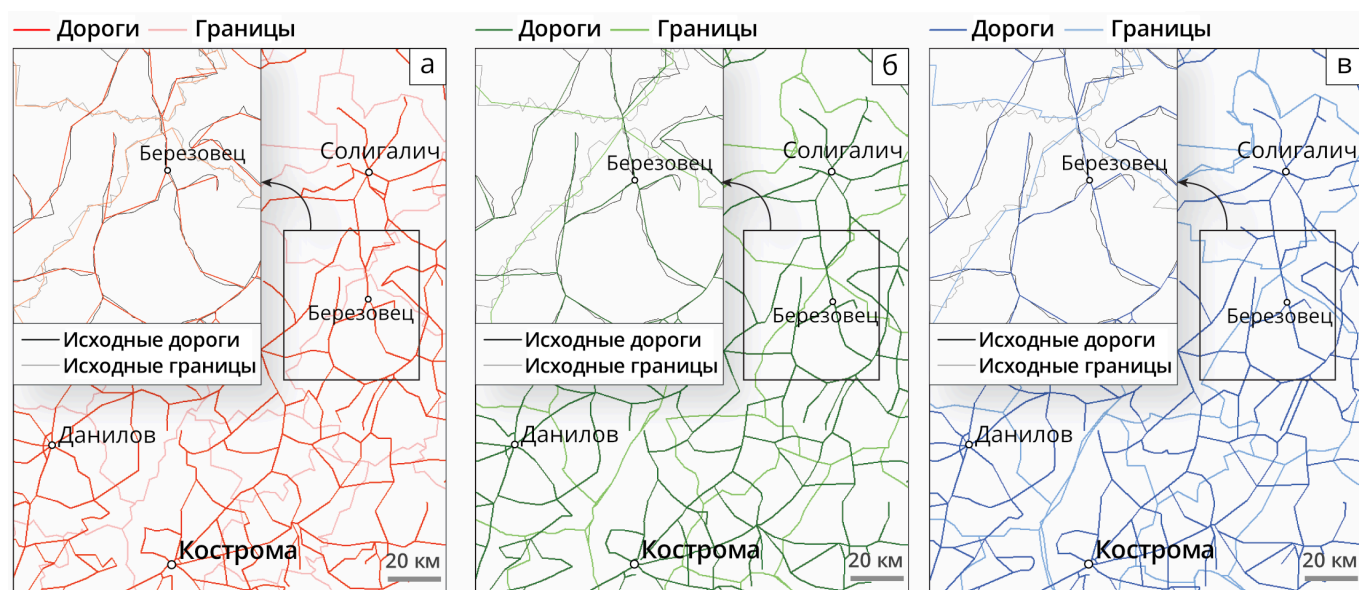 Дороги Границы
а
Березовец
Солигалич
Березовец
Исходные дороги
Исходные границы
Данилов
Кострома
20 км
Дороги Границы
б
Березовец
Солигалич
Березовец
Исходные дороги
Исходные границы
Данилов
Кострома
20 км
Дороги Границы
в
Березовец
Солигалич
Березовец
Исходные дороги
Исходные границы
Данилов
Кострома
20 км